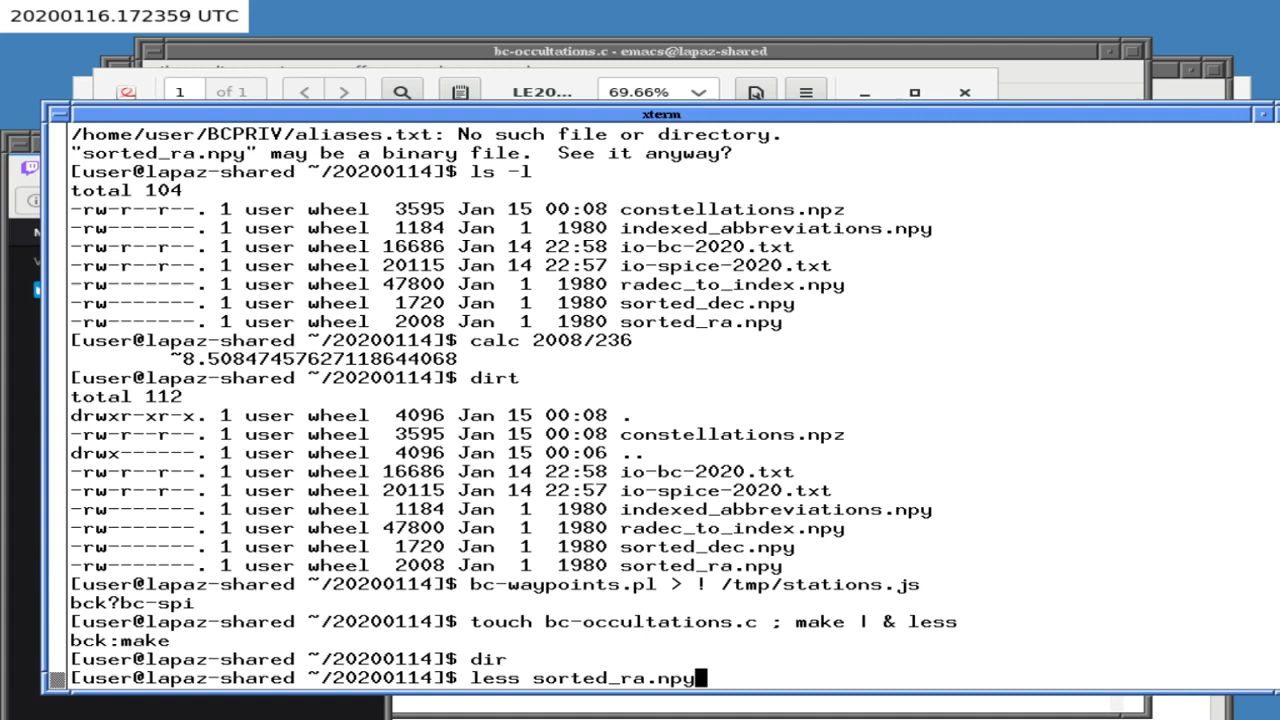 20200116.172359 UTC
bc-occultations.c - emacs@lapaz-shared
1 of 1 LE20... 69.66%
xterm
/home/user/BCPRIV/aliases.txt: No such file or directory.
"sorted_ra.npy" may be a binary file.  See it anyway?
[user@lapaz-shared ~/20200114]$ ls -l
total 104
-rw-r--r--. 1 user wheel  3595 Jan 15 00:08 constellations.npz
-rw-------. 1 user wheel  1184 Jan  1  1980 indexed_abbreviations.npy
-rw-r--r--. 1 user wheel 16686 Jan 14 22:58 io-bc-2020.txt
-rw-r--r--. 1 user wheel 20115 Jan 14 22:57 io-spice-2020.txt
-rw-------. 1 user wheel 47800 Jan  1  1980 radec_to_index.npy
-rw-------. 1 user wheel  1720 Jan  1  1980 sorted_dec.npy
-rw-------. 1 user wheel  2008 Jan  1  1980 sorted_ra.npy
[user@lapaz-shared ~/20200114]$ calc 2008/236
~8.50847457627118644068
[user@lapaz-shared ~/20200114]$ dirt
total 112
drwxr-xr-x. 1 user wheel  4096 Jan 15 00:08 .
-rw-r--r--. 1 user wheel  3595 Jan 15 00:08 constellations.npz
drwx------. 1 user wheel  4096 Jan 15 00:06 ..
-rw-r--r--. 1 user wheel 16686 Jan 14 22:58 io-bc-2020.txt
-rw-r--r--. 1 user wheel 20115 Jan 14 22:57 io-spice-2020.txt
-rw-------. 1 user wheel  1184 Jan  1  1980 indexed_abbreviations.npy
-rw-------. 1 user wheel 47800 Jan  1  1980 radec_to_index.npy
-rw-------. 1 user wheel  1720 Jan  1  1980 sorted_dec.npy
-rw-------. 1 user wheel  2008 Jan  1  1980 sorted_ra.npy
[user@lapaz-shared ~/20200114]$ bc-waypoints.pl > ! /tmp/stations.js
bck?bc-spi
[user@lapaz-shared ~/20200114]$ touch bc-occultations.c ; make | & less
bck:make
[user@lapaz-shared ~/20200114]$ dir
[user@lapaz-shared ~/20200114]$ less sorted_ra.npy